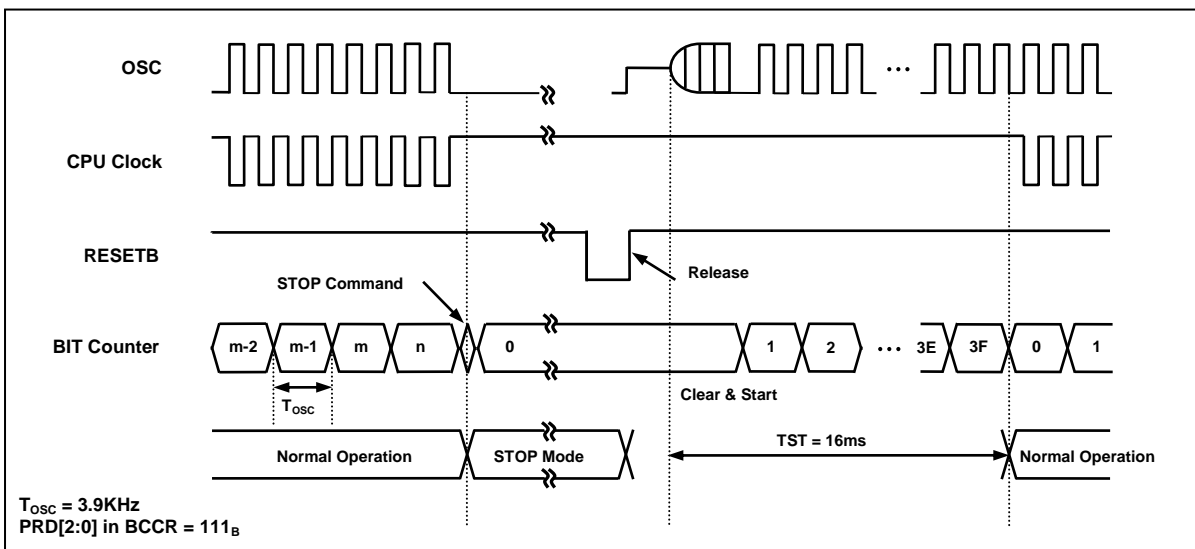 OSC
...
CPU Clock
RESETB
Release
STOP Command
BIT Counter
m-2 m-1 m n 0 1 2 ... 3E 3F 0 1
TOSC
Clear & Start
TST = 16ms
Normal Operation STOP Mode Normal Operation
TOSC = 3.9KHz
PRD[2:0] in BCCR = 111B